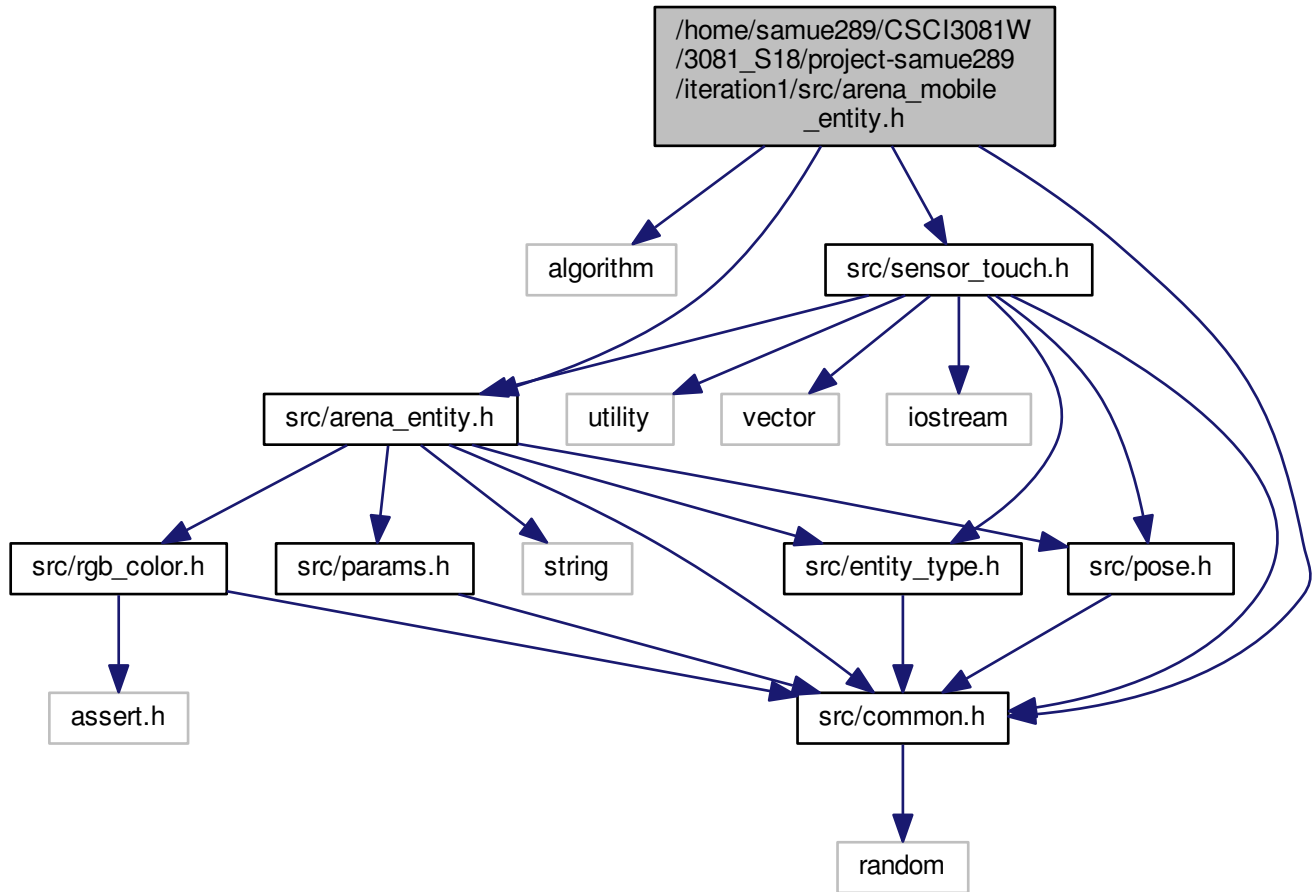 /home/samue289/CSCI3081W
/3081_S18/project-samue289
/iteration1/src/arena_mobile
_entity.h
algorithm
src/sensor_touch.h
src/arena_entity.h
utility
vector
iostream
src/rgb_color.h
src/params.h
string
src/entity_type.h
src/pose.h
assert.h
src/common.h
random